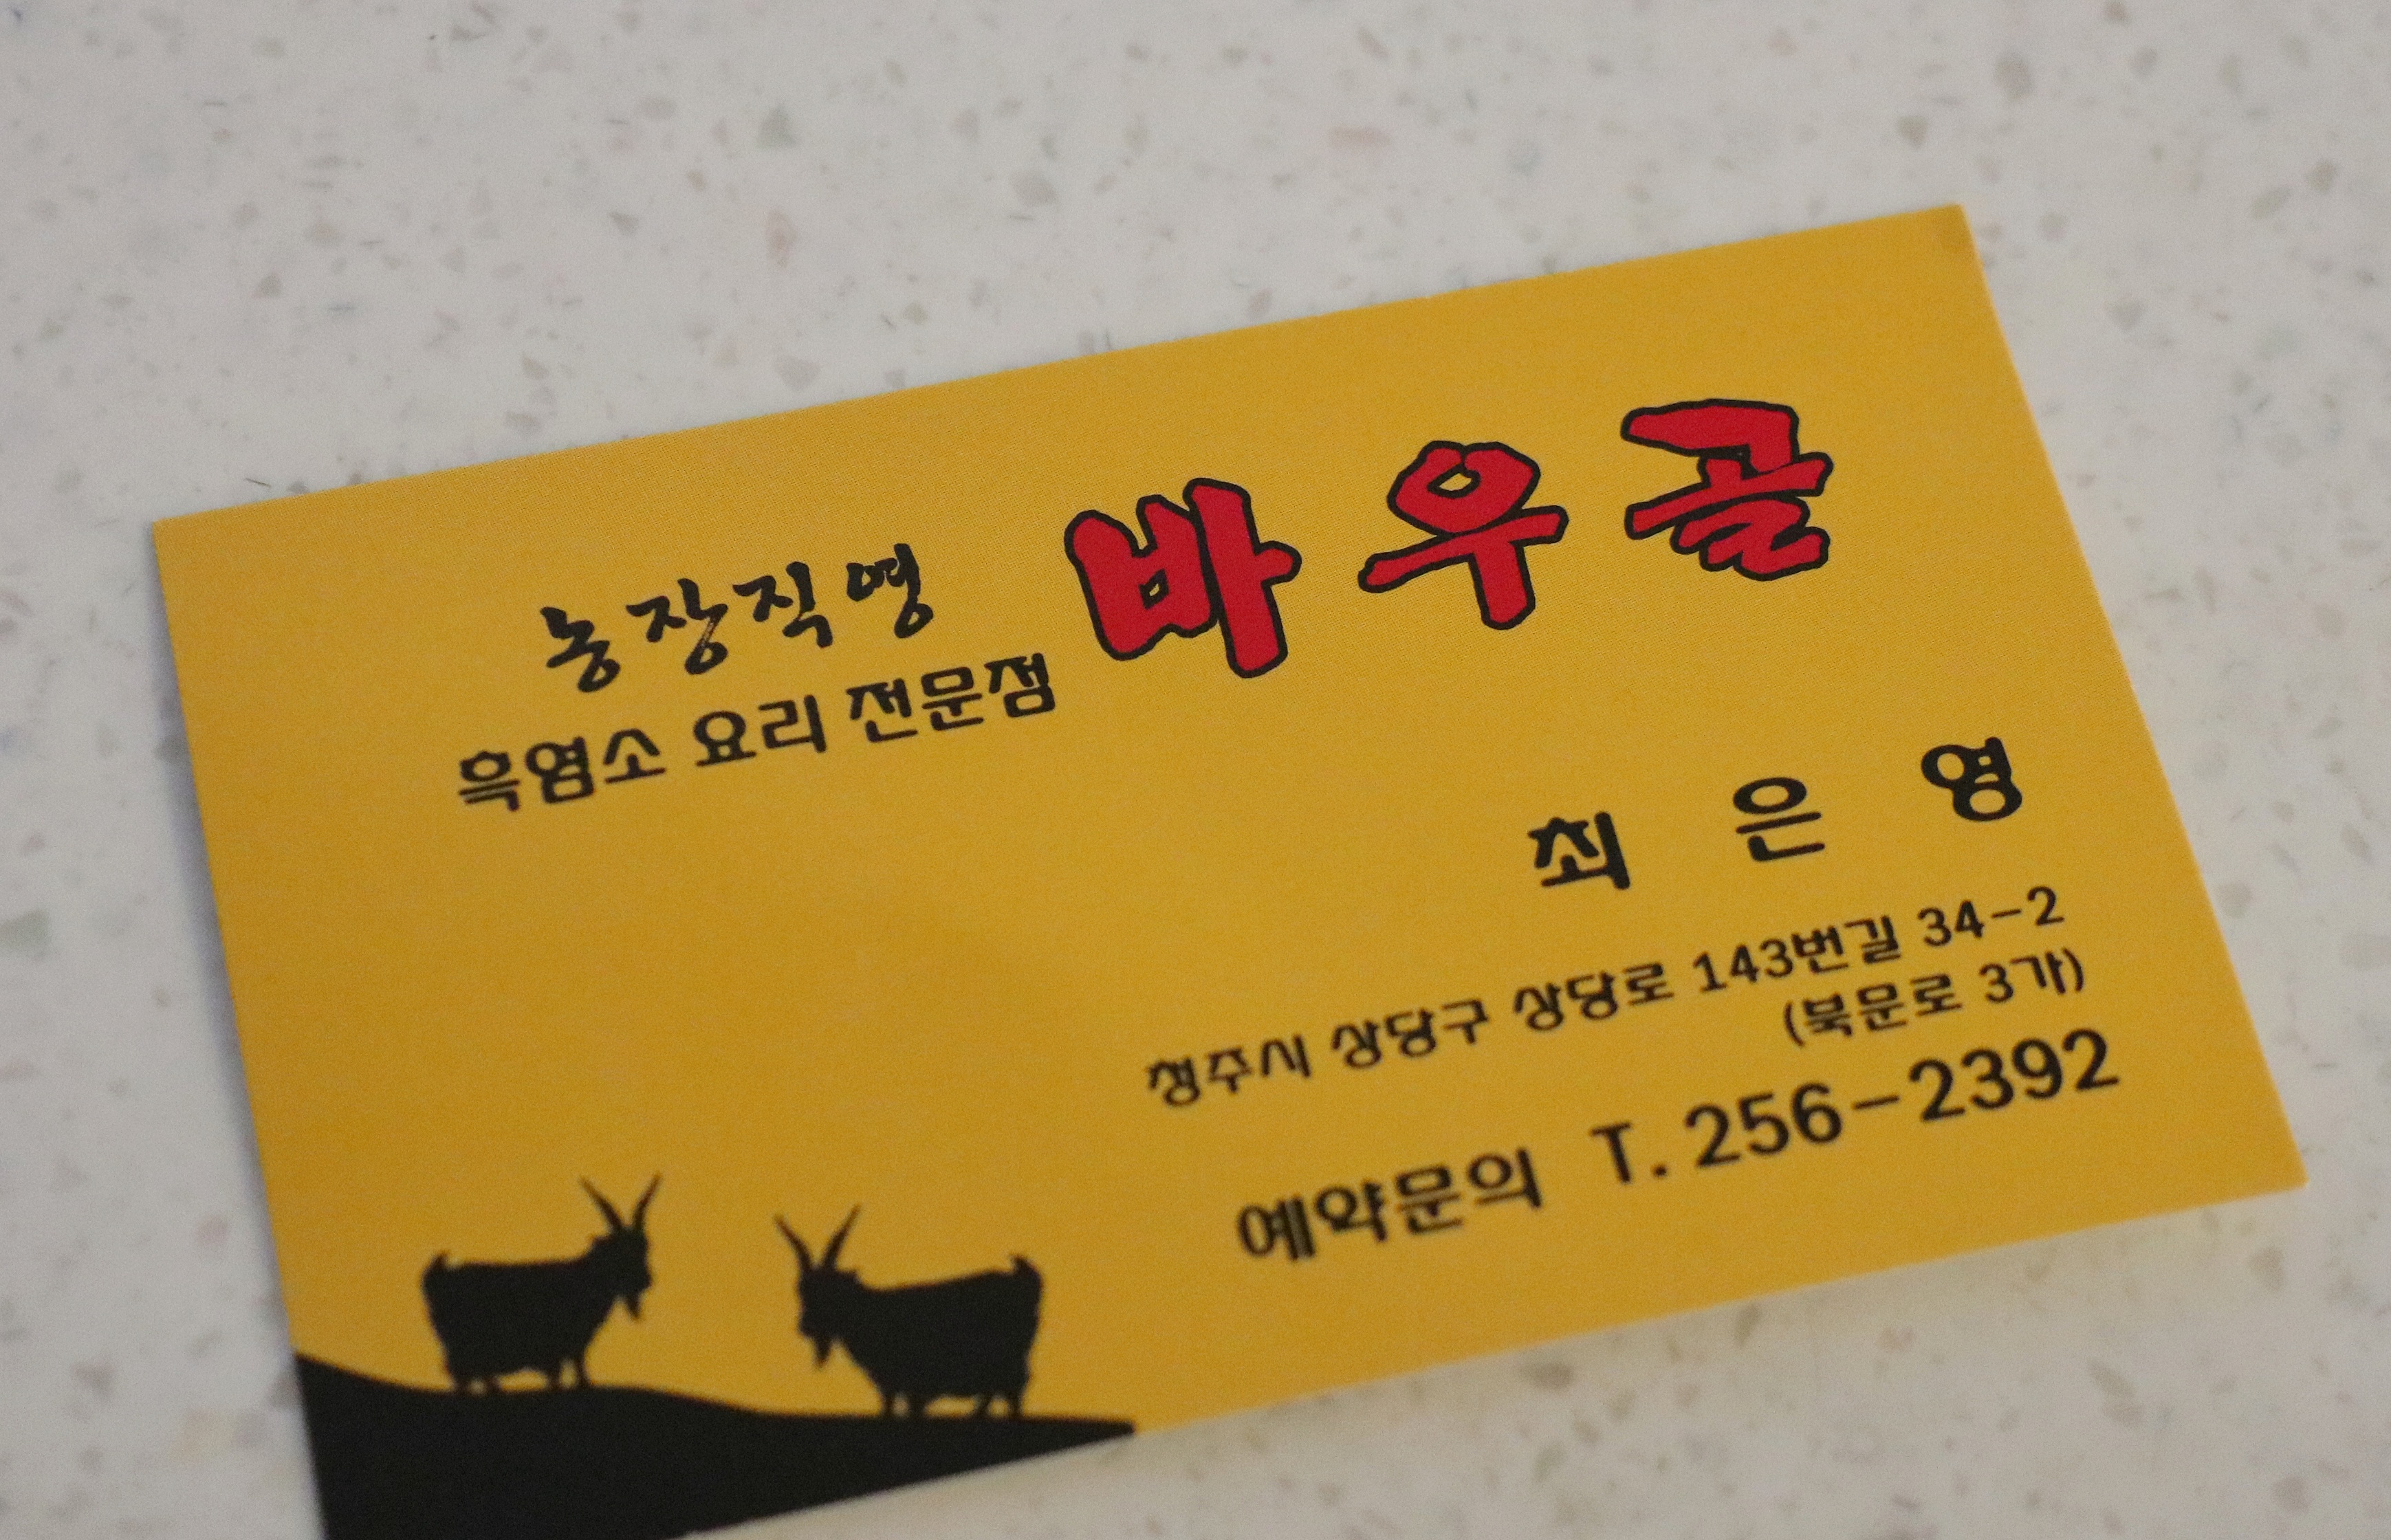 농장직영 바우골
흑염소 요리 전문점
최 은 영
청주시 상당구 상당로 143번길 34-2
(북문로 3가)
예약문의 T. 256-2392